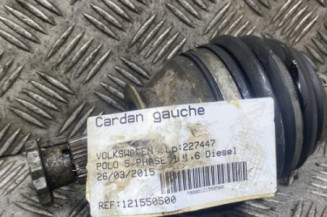 Cardan gauche
VOLKSWAGEN Lp:227447
POLO 5-PHASE 1 1.6 Diesel
26/03/2015
REF:121550500